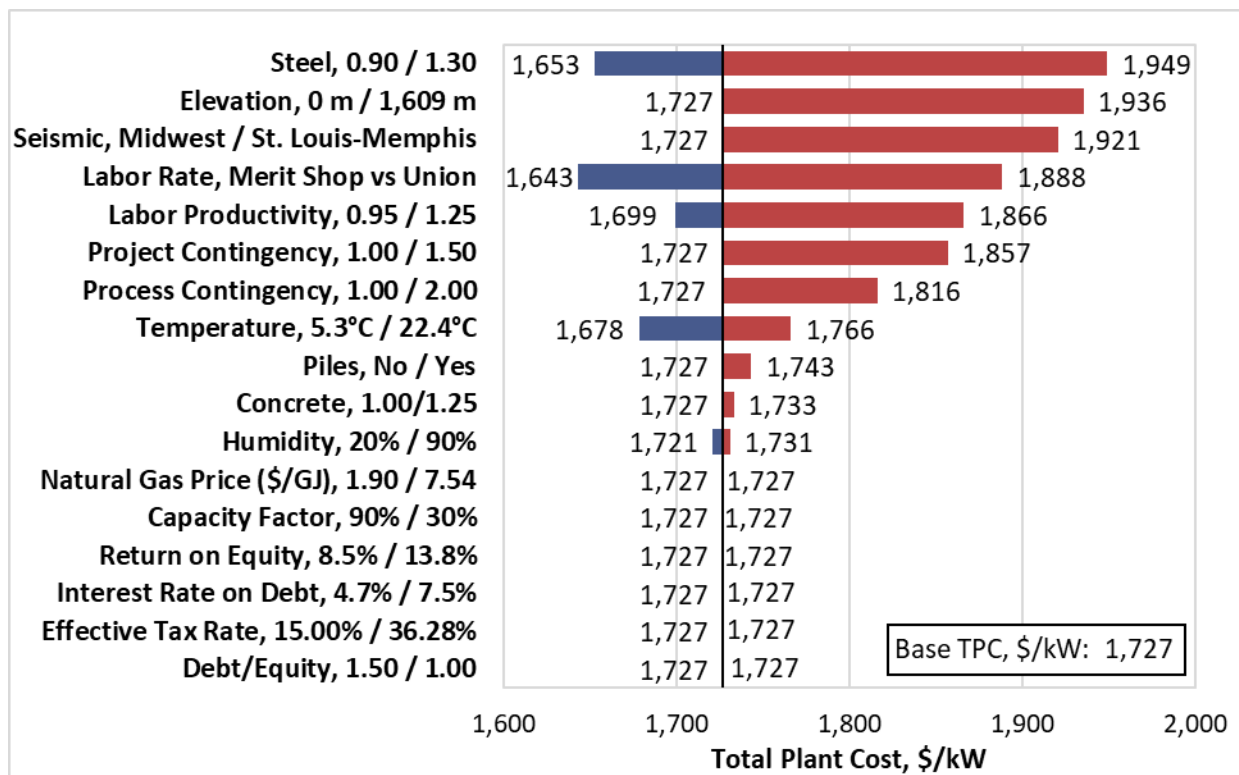 Steel, 0.90 / 1.30 1,653 1,949
Elevation, 0 m / 1,609 m 1,727 1,936
Seismic, Midwest / St. Louis-Memphis 1,727 1,921
Labor Rate, Merit Shop vs Union 1,643 1,888
Labor Productivity, 0.95 / 1.25 1,699 1,866
Project Contingency, 1.00 / 1.50 1,727 1,857
Process Contingency, 1.00 / 2.00 1,727 1,816
Temperature, 5.3°C / 22.4°C 1,678 1,766
Piles, No / Yes 1,727 1,743
Concrete, 1.00/1.25 1,727 1,733
Humidity, 20% / 90% 1,721 1,731
Natural Gas Price ($/GJ), 1.90 / 7.54 1,727 1,727
Capacity Factor, 90% / 30% 1,727 1,727
Return on Equity, 8.5% / 13.8% 1,727 1,727
Interest Rate on Debt, 4.7% / 7.5% 1,727 1,727
Effective Tax Rate, 15.00% / 36.28% 1,727 1,727
Base TPC, $/kW: 1,727
Debt/Equity, 1.50 / 1.00 1,727 1,727
1,600 1,700 1,800 1,900 2,000
Total Plant Cost, $/kW